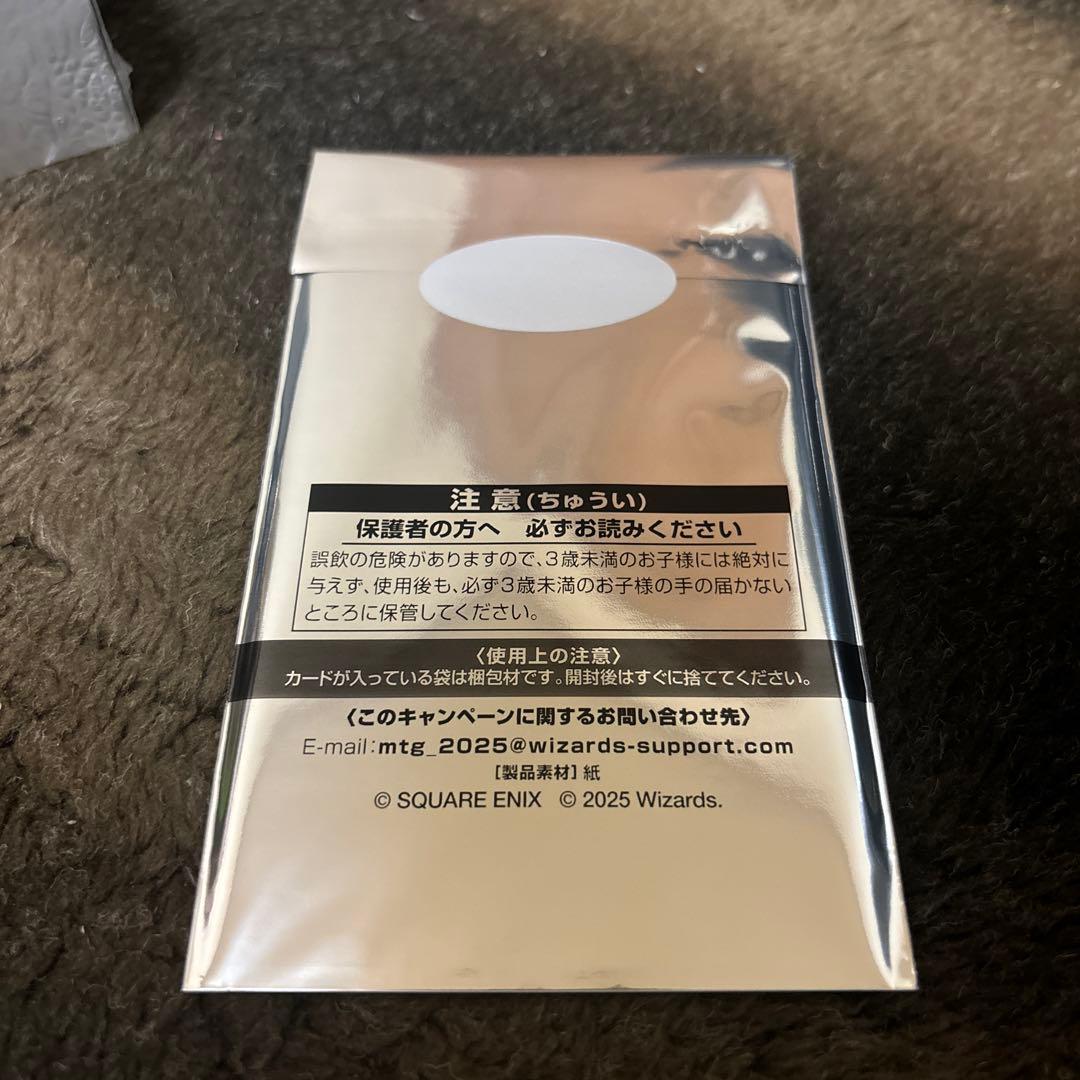 注 意(ちゅうい)
保護者の方へ 必ずお読みください
誤飲の危険がありますので、3歳未満のお子様には絶対に
与えず、使用後も、必ず3歳未満のお子様の手の届かない
ところに保管してください。
〈使用上の注意〉
カードが入っている袋は梱包材です。開封後はすぐに捨ててください。
〈このキャンペーンに関するお問い合わせ先〉
E-mail:mtg_2025@wizards-support.com
[製品素材] 紙
© SQUARE ENIX © 2025 Wizards.